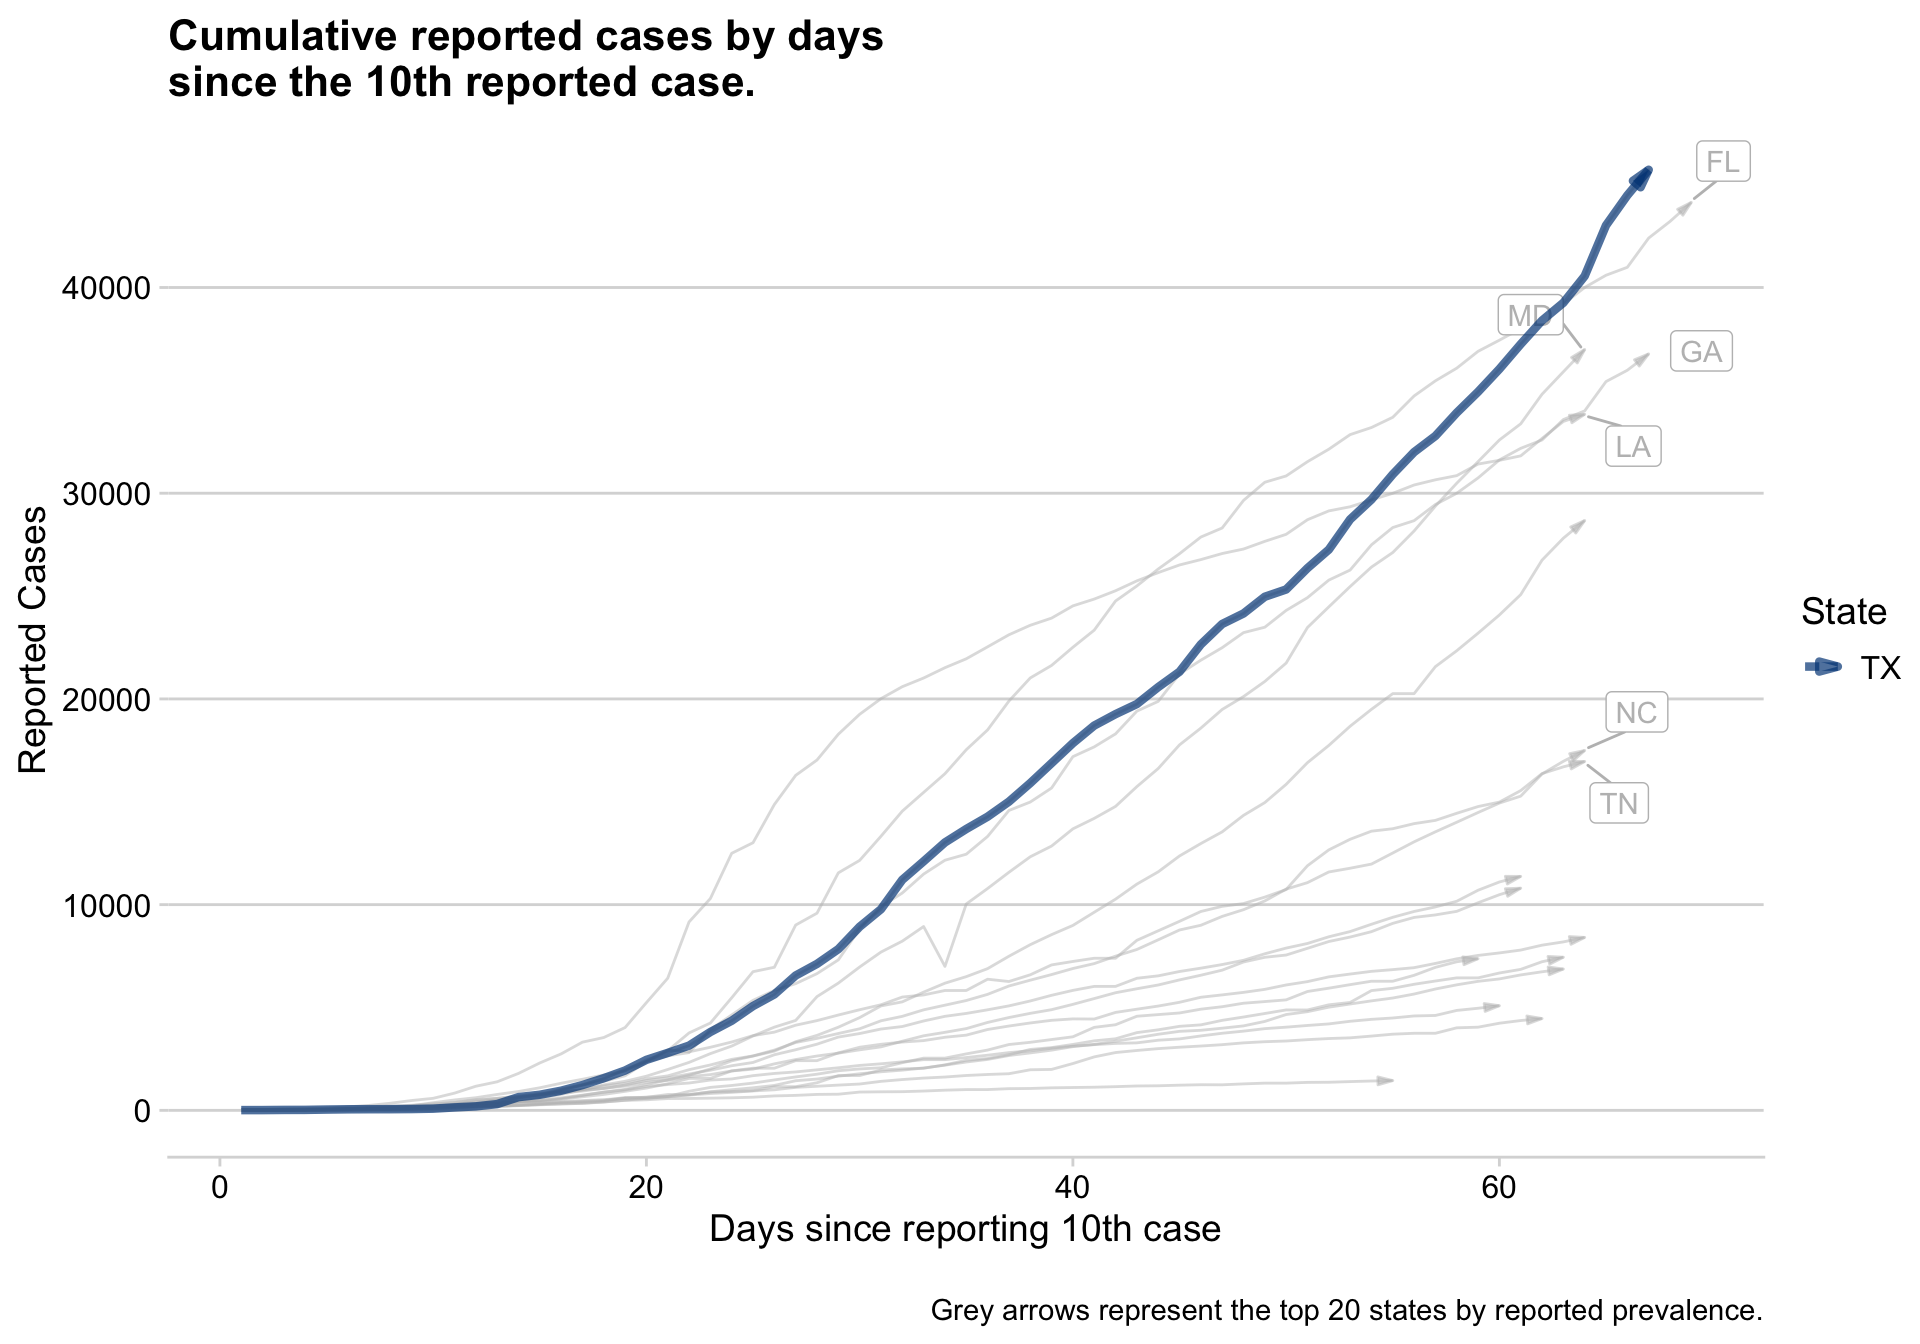 Cumulative reported cases by days
since the 10th reported case.
FL
40000
MD
GA
LA
30000
Reported Cases
State
TX
20000
NC
TN
10000
0
0 20 40 60
Days since reporting 10th case
Grey arrows represent the top 20 states by reported prevalence.